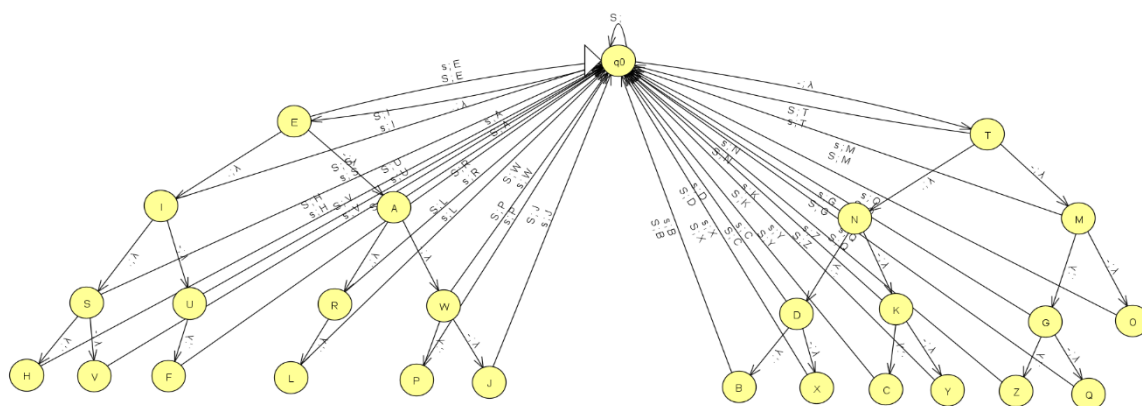 S;
q0
s;E
S;E
.;λ
-;λ
E
S;I
s;I
S;T
s;T
T
s;A
S;A
s;M
S;M
.;λ
-;λ
S;U
s;U
s;N
S;N
.;λ
-;λ
S;R
s;R
S;W
s;W
I
A
N
M
S;H
s;H
S;V
s;V
S;L
s;L
S;P
s;P
S;J
s;J
s;B
S;B
s;D
S;D
s;X
S;X
s;C
S;C
s;Y
S;Y
s;K
S;K
s;Z
S;Z
s;G
S;G
s;Q
S;Q
s;O
.;λ
-;λ
.;λ
-;λ
.;λ
-;λ
.;λ
-;λ
S
U
R
W
D
K
G
O
.;λ
-;λ
.;λ
.;λ
.;λ
-;λ
.;λ
-;λ
.;λ
-;λ
.;λ
-;λ
H
V
F
L
P
J
B
X
C
Y
Z
Q